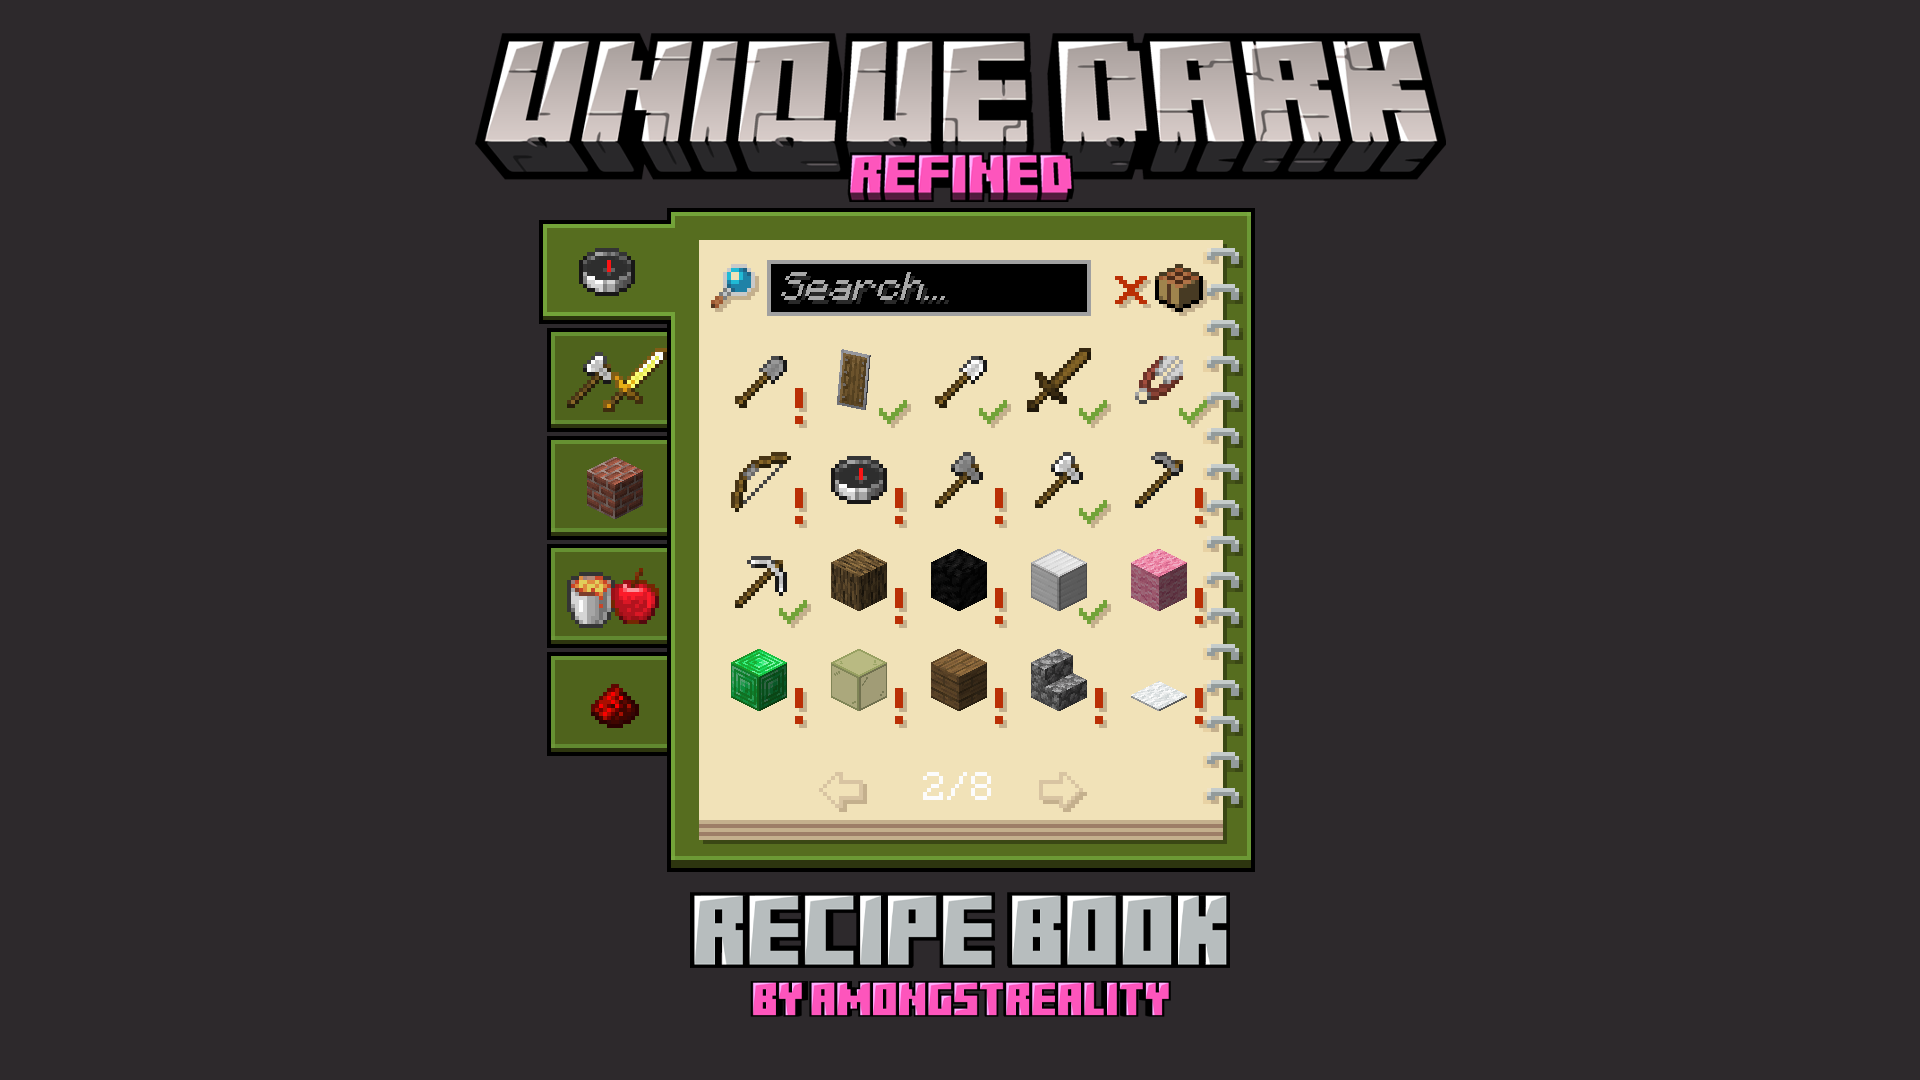 UNIQUE DARK
REFINED
Search...
2/8
RECIPE BOOK
BY AMONGSTREALITY